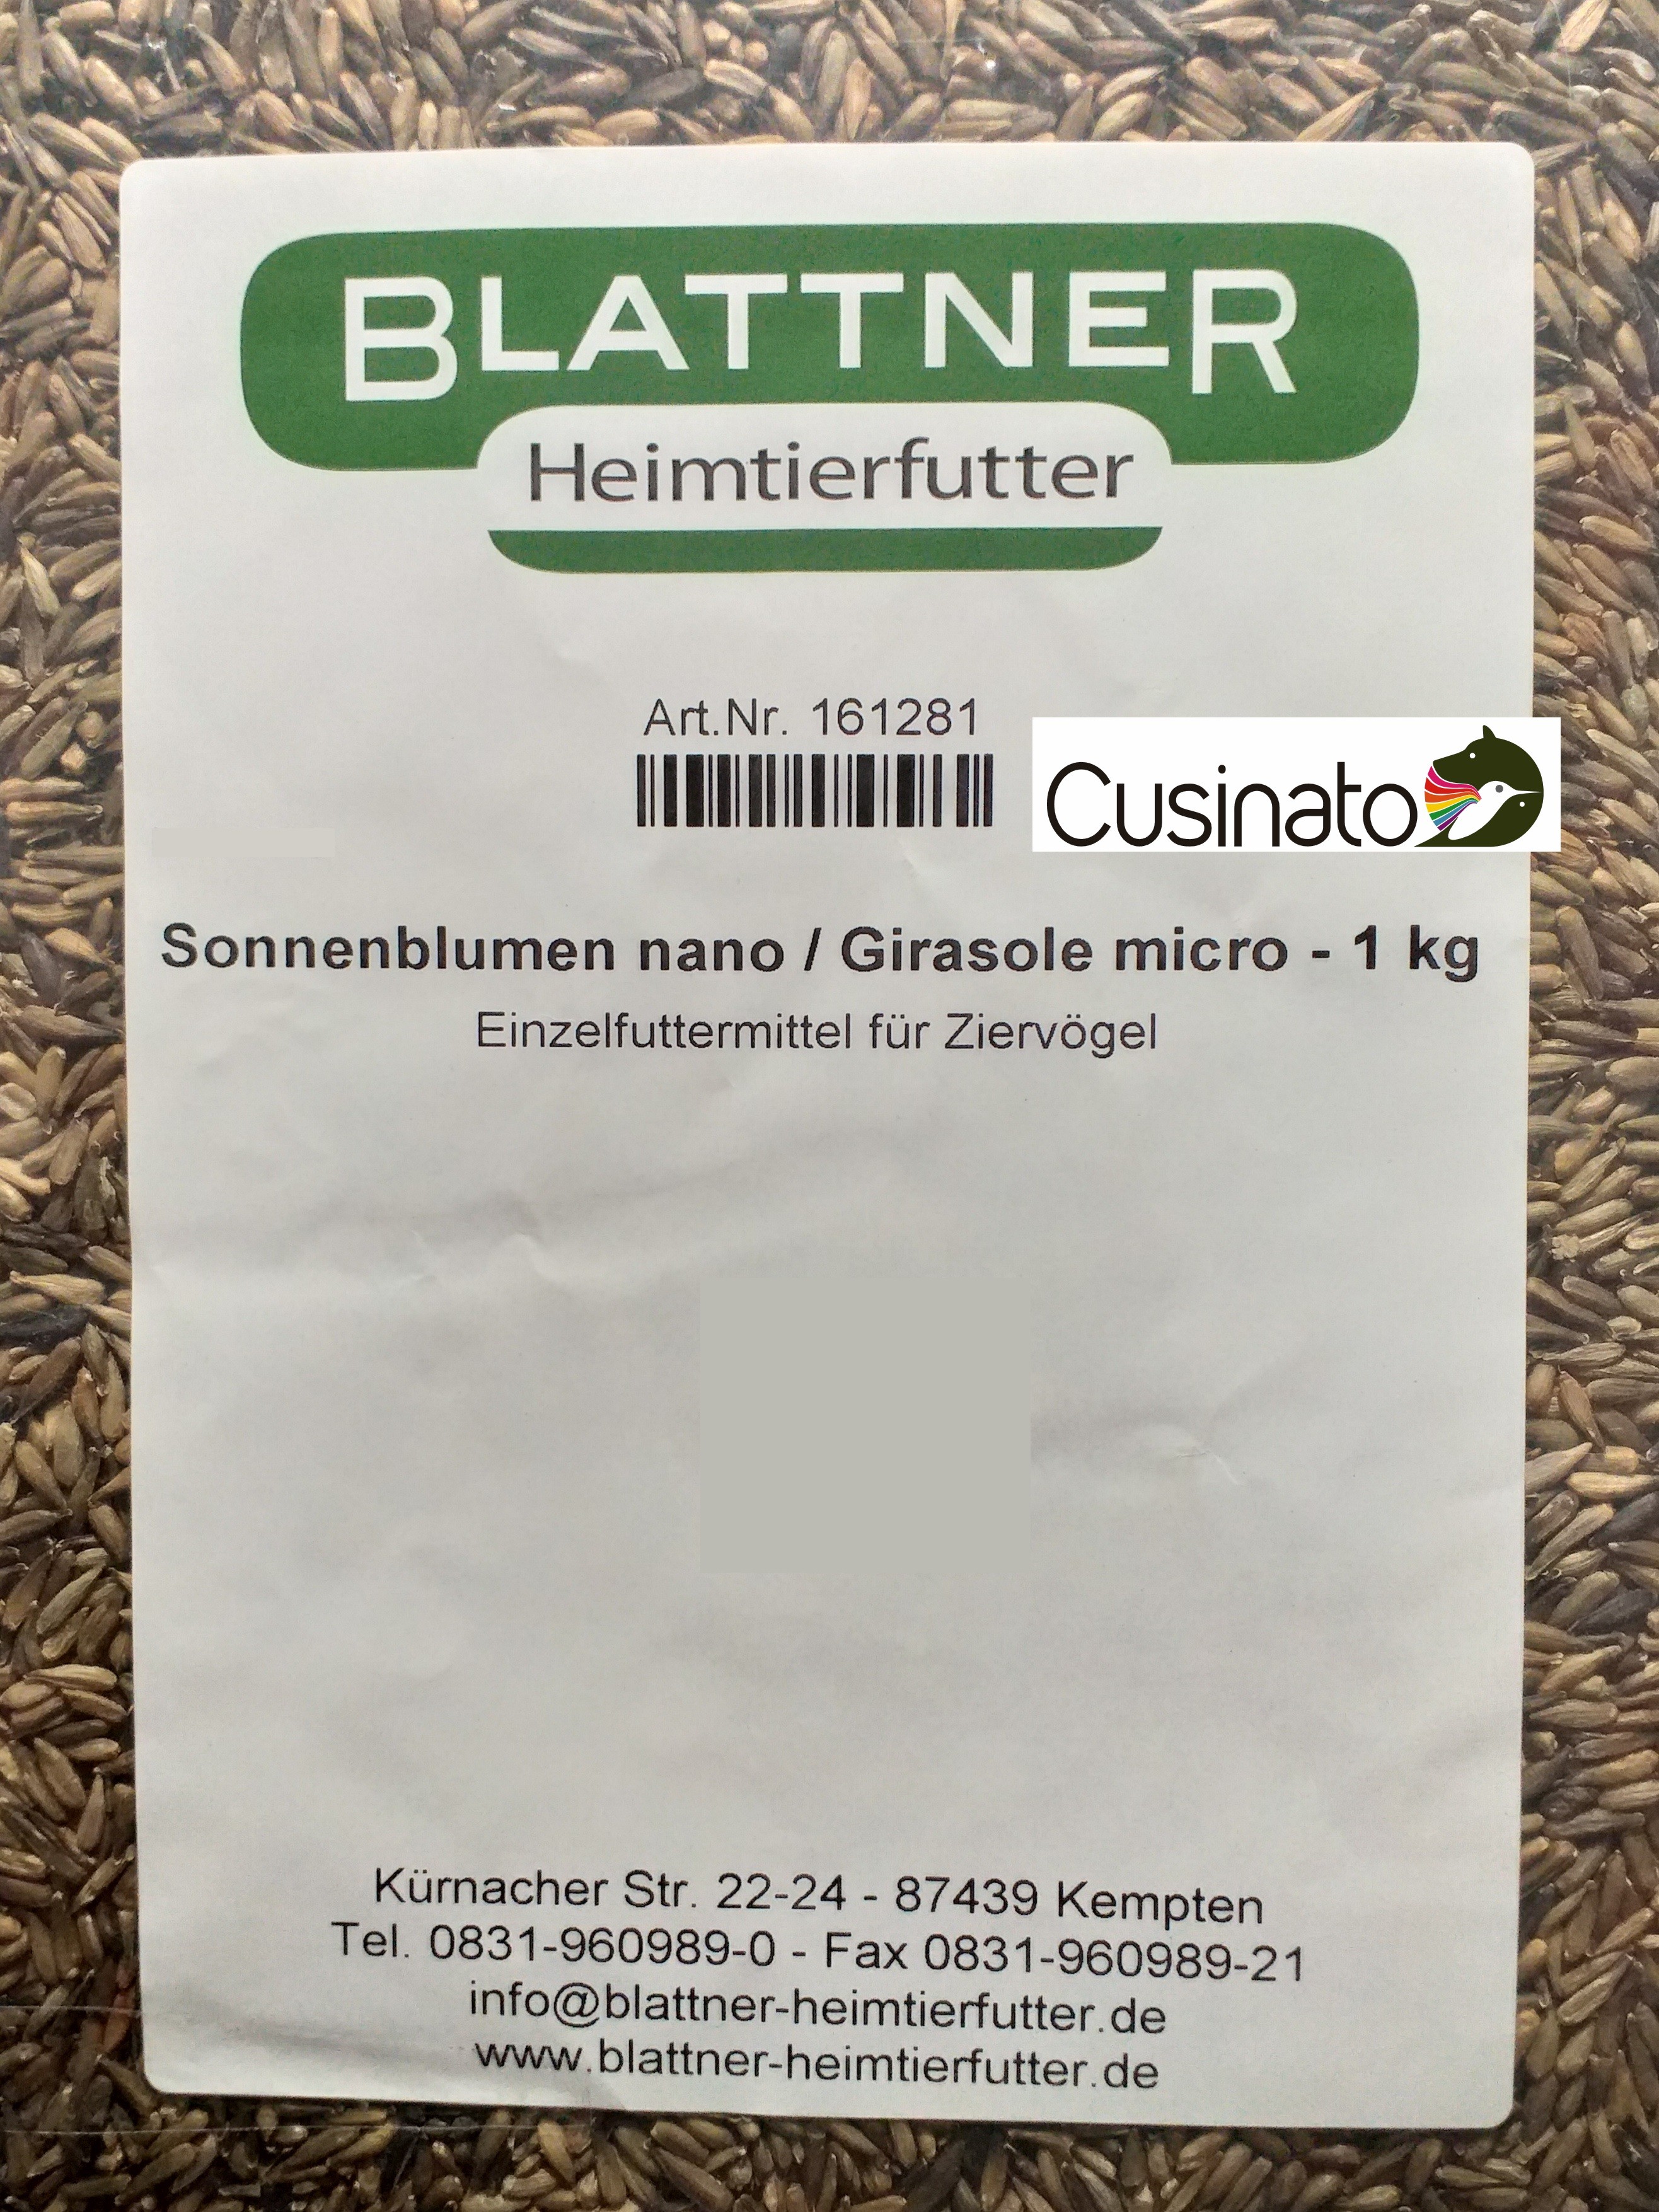 BLATTNER
Heimtierfutter
Art.Nr. 161281
Cusinato
Sonnenblumen nano / Girasole micro - 1 kg
Einzelfuttermittel für Ziervögel
Kürnacher Str. 22-24 - 87439 Kempten
Tel. 0831-960989-0 - Fax 0831-960989-21
info@blattner-heimtierfutter.de
www.blattner-heimtierfutter.de